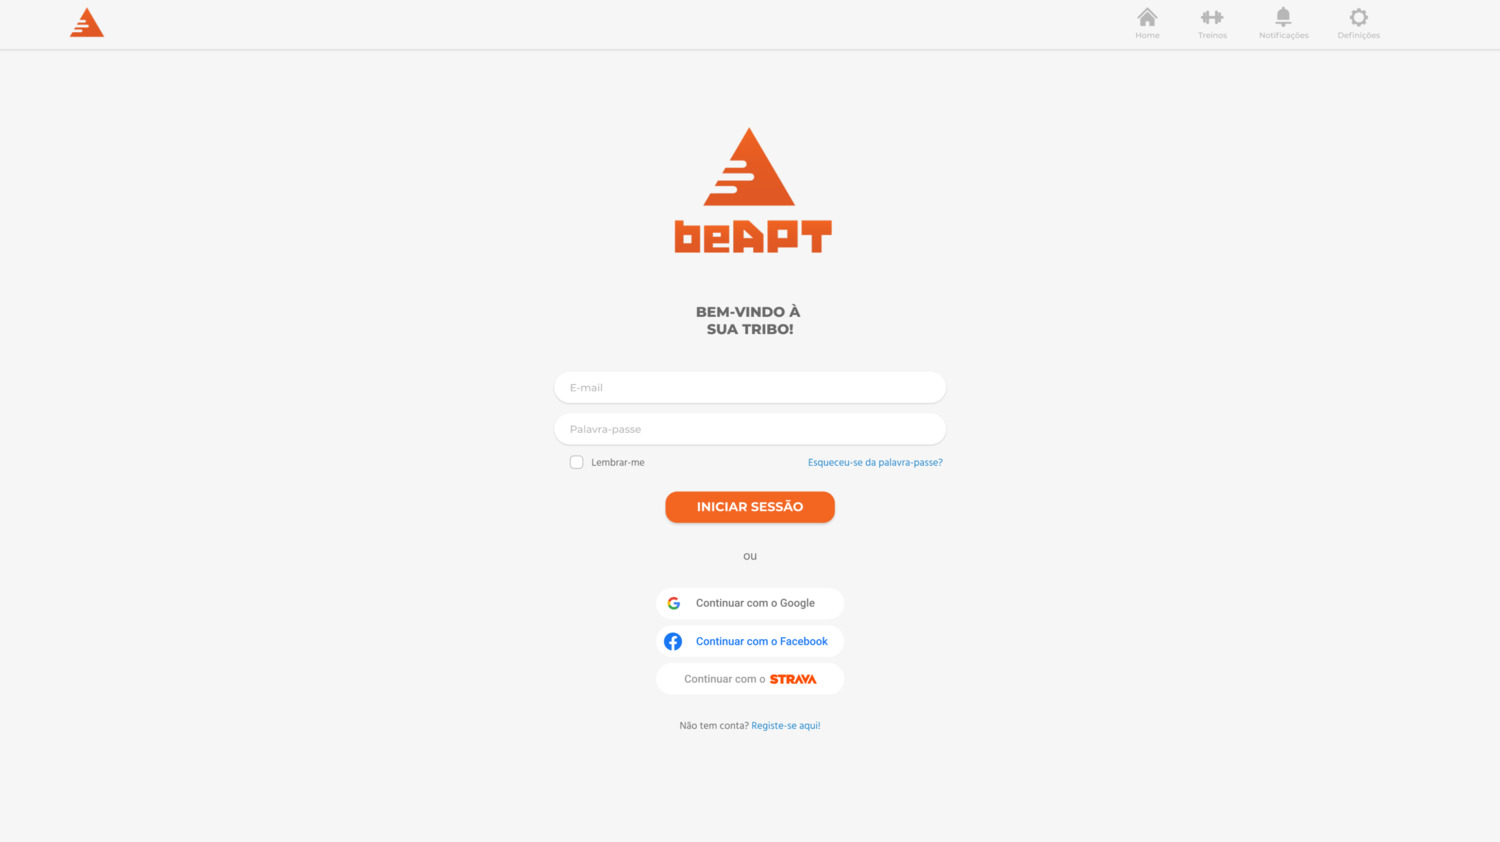 Home
Treinos
Notificações
Definições
beAPT
BEM-VINDO À
SUA TRIBO!
E-mail
Palavra-passe
Lembrar-me
Esqueceu-se da palavra-passe?
INICIAR SESSÃO
ou
Continuar com o Google
Continuar com o Facebook
Continuar com o STRAVA
Não tem conta? Registe-se aqui!